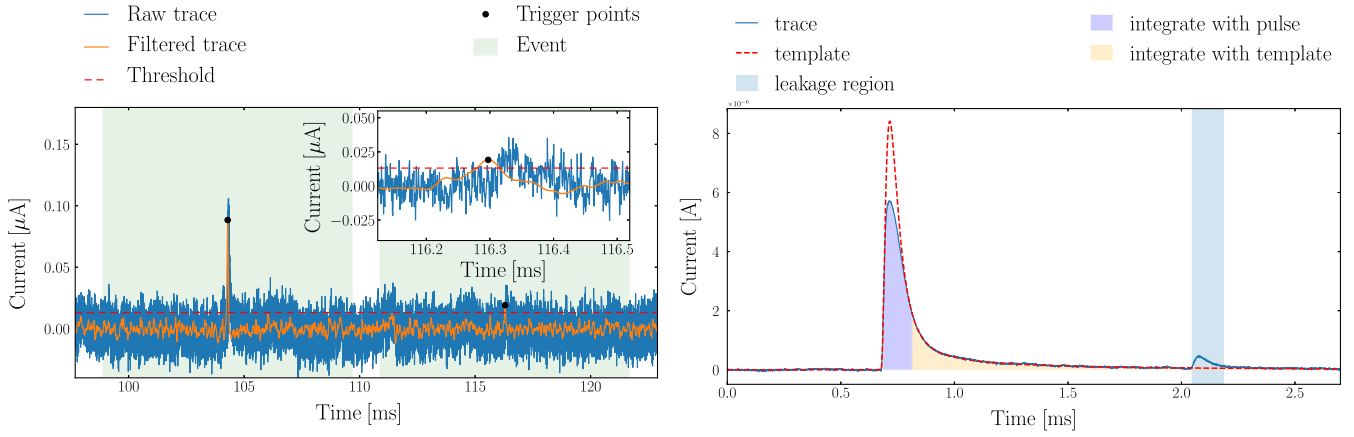 Raw trace
Filtered trace
Threshold
Trigger points
Event
Current [μA]
0.15
0.10
0.05
0.00
100
105
110
115
120
Time [ms]
Current [μA]
0.050
0.025
0.000
−0.025
116.2
116.3
116.4
116.5
Time [ms]
trace
template
leakage region
integrate with pulse
integrate with template
×10⁻⁶
Current [A]
8
6
4
2
0
0.0
0.5
1.0
1.5
2.0
2.5
Time [ms]